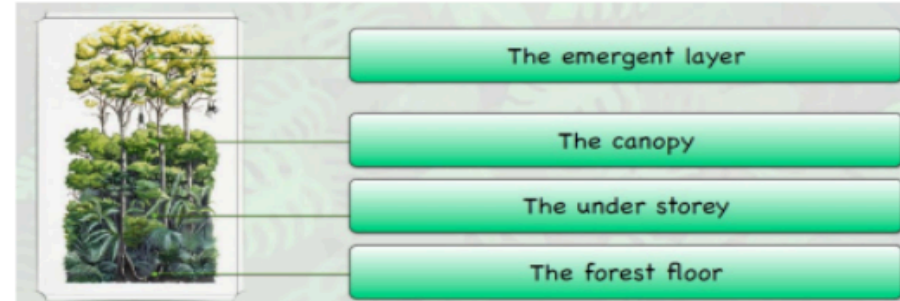 The emergent layer
The canopy
The under storey
The forest floor